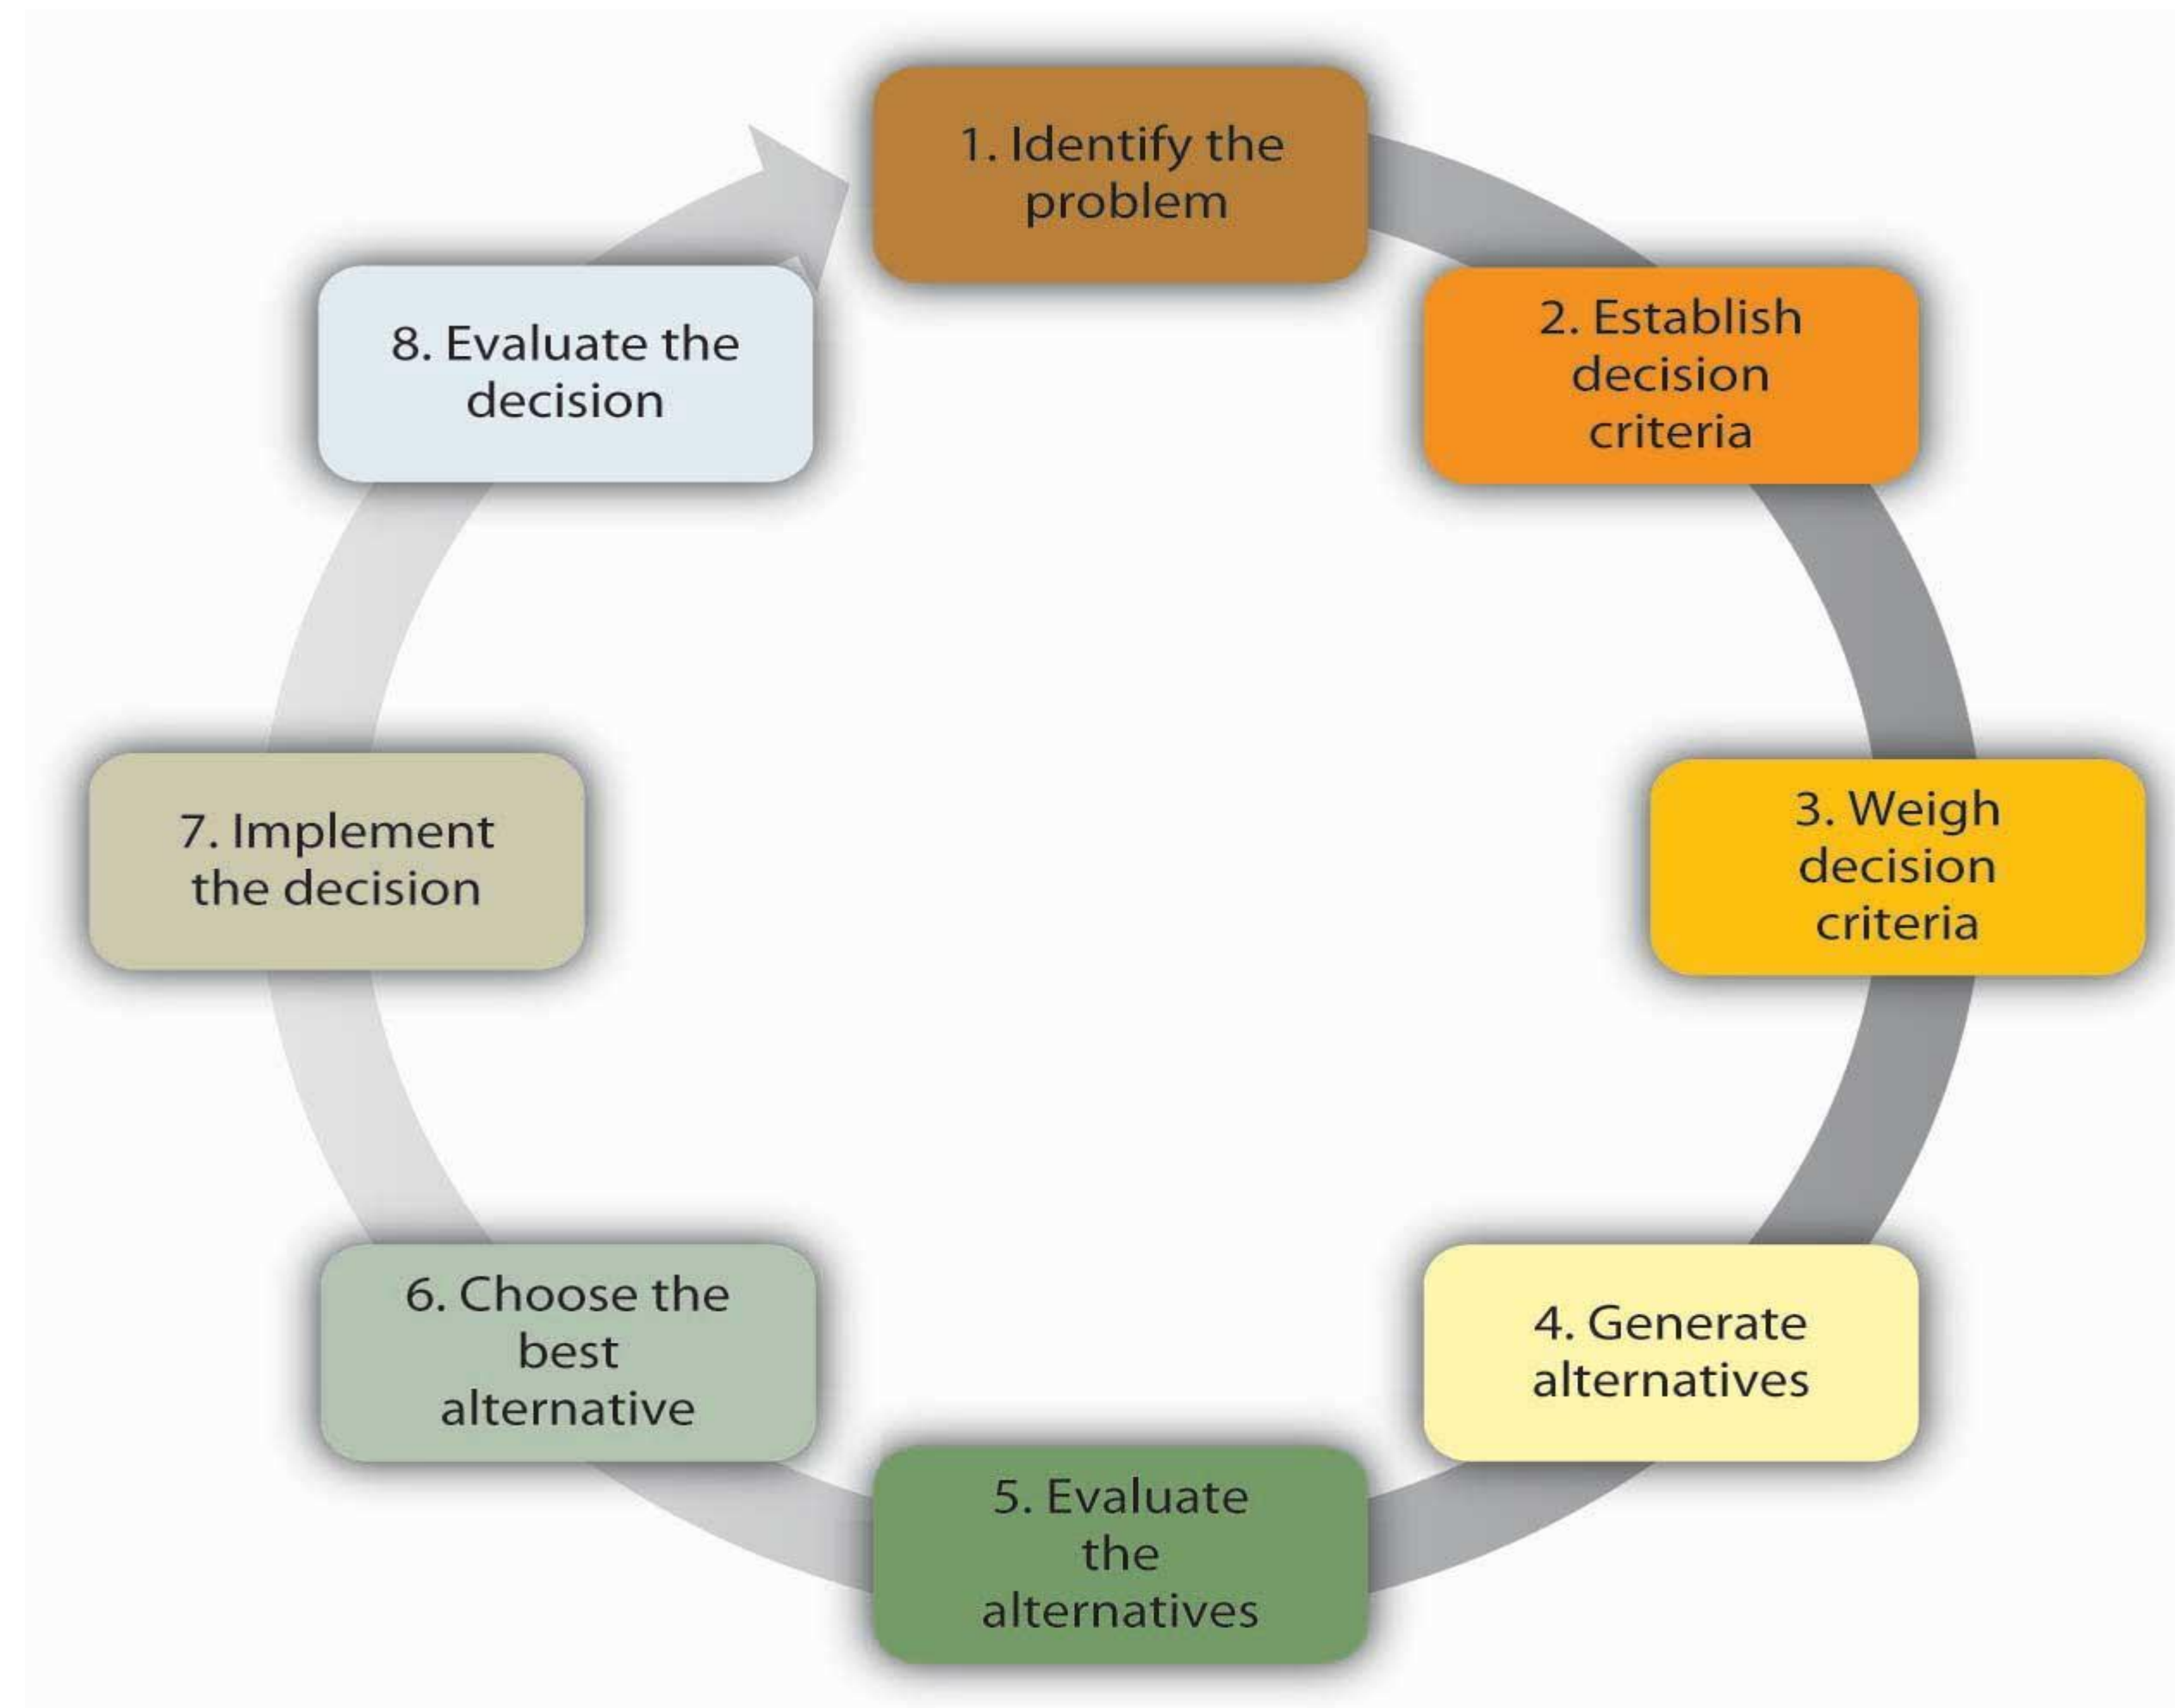 1. Identify the
problem
2. Establish
decision
criteria
3. Weigh
decision
criteria
4. Generate
alternatives
5. Evaluate
the
alternatives
6. Choose the
best
alternative
7. Implement
the decision
8. Evaluate the
decision